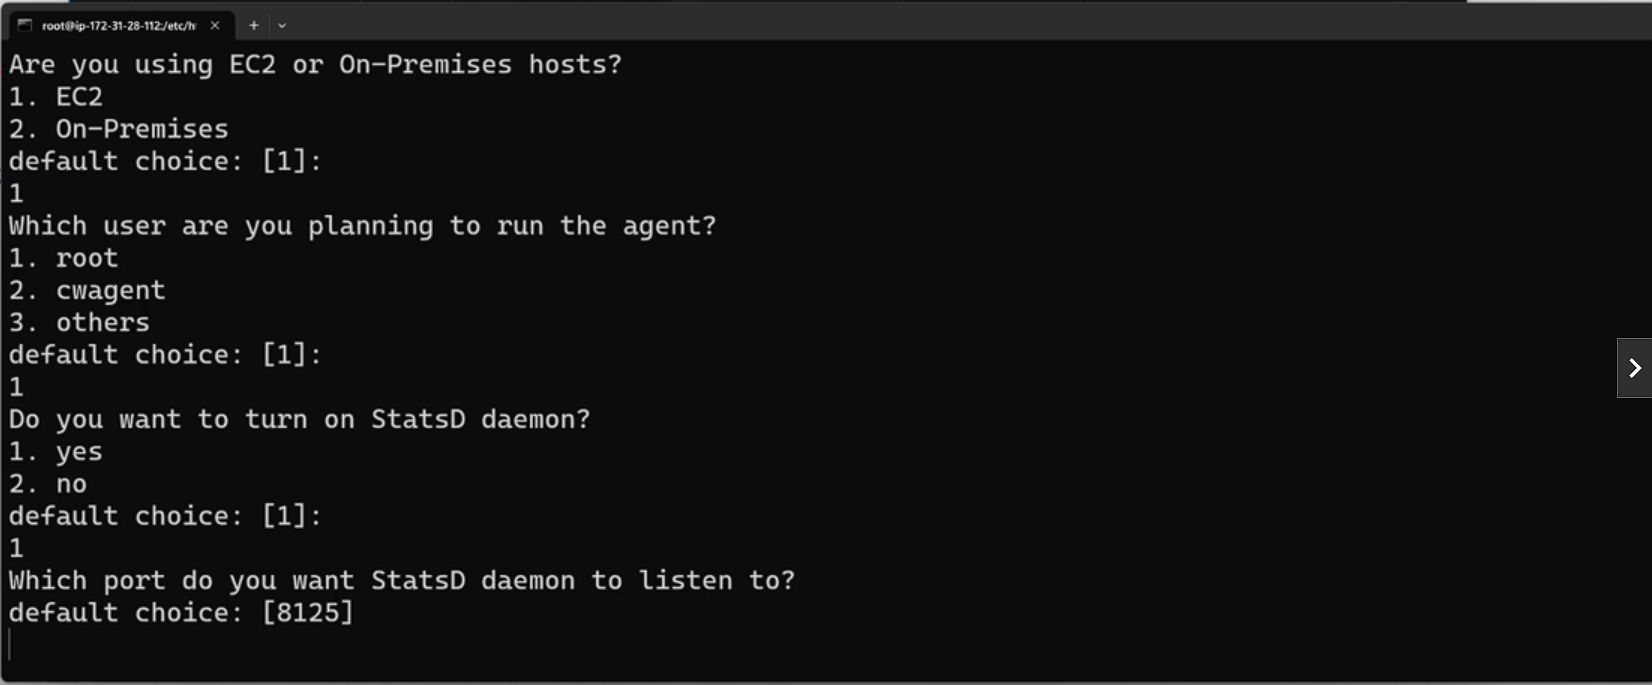 root@ip-172-31-28-112:/etc/h
Are you using EC2 or On-Premises hosts?
1. EC2
2. On-Premises
default choice: [1]:
1
Which user are you planning to run the agent?
1. root
2. cwagent
3. others
default choice: [1]:
1
Do you want to turn on StatsD daemon?
1. yes
2. no
default choice: [1]:
1
Which port do you want StatsD daemon to listen to?
default choice: [8125]